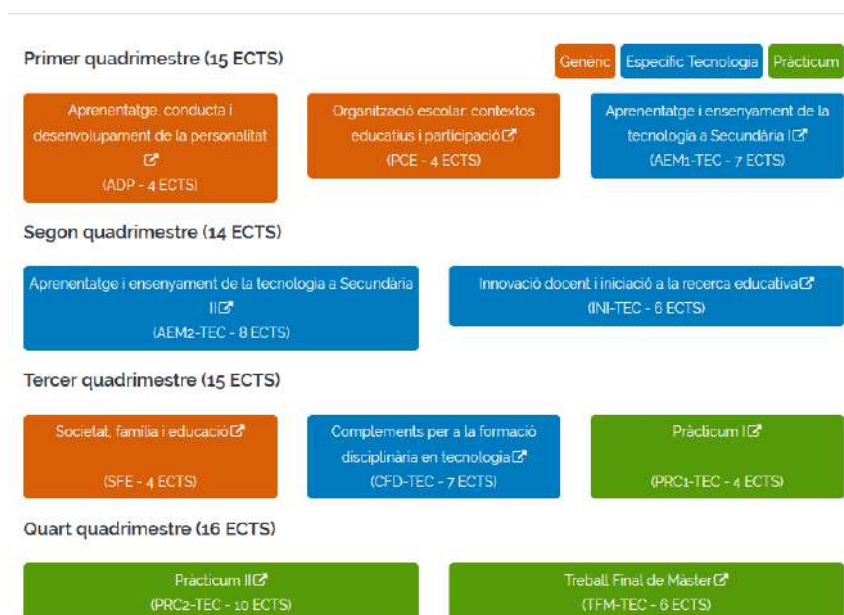 Primer quadrimestre (15 ECTS)
Genèric Específic Tecnologia Pràcticum
Aprenentatge, conducta i
desenvolupament de la personalitat
(ADP - 4 ECTS)
Organització escolar: contextos
educatius i participació
(PCE - 4 ECTS)
Aprenentatge i ensenyament de la
tecnologia a Secundària I
(AEM1-TEC - 7 ECTS)
Segon quadrimestre (14 ECTS)
Aprenentatge i ensenyament de la tecnologia a Secundària
II
(AEM2-TEC - 8 ECTS)
Innovació docent i iniciació a la recerca educativa
(INI-TEC - 6 ECTS)
Tercer quadrimestre (15 ECTS)
Societat, família i educació
(SFE - 4 ECTS)
Complements per a la formació
disciplinària en tecnologia
(CFD-TEC - 7 ECTS)
Pràcticum I
(PRC1-TEC - 4 ECTS)
Quart quadrimestre (16 ECTS)
Pràcticum II
(PRC2-TEC - 10 ECTS)
Treball Final de Màster
(TFM-TEC - 6 ECTS)